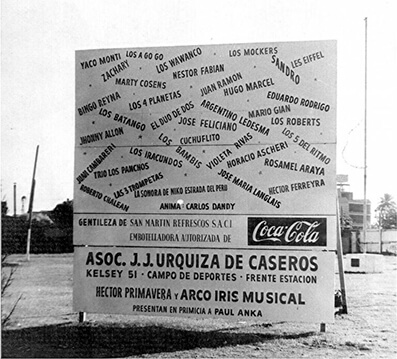 YACO MONTI
LOS A GO GO
ZACHARY
LOS WAWANCO
LOS MOCKERS
LES EIFFEL
SANDRO
NESTOR FABIAN
MARTY COSENS
BINGO REYNA
LOS 4 PLANETAS
JUAN RAMON
HUGO MARCEL
EDUARDO RODRIGO
LOS BATANGO
EL DUO DE DOS
ARGENTINO LEDESMA
MARIO GIAN
LOS ROBERTS
JHONNY ALLON
JOSE FELICIANO
LOS
CUCHUFLITO
LOS 5 DEL RITMO
JUAN CAMBARERI
LOS IRACUNDOS
BAMBIS
VIOLETA RIVAS
HORACIO ASCHERI
TRIO LOS PANCHOS
ROSAMEL ARAYA
ROBERTO CHALEAM
LAS 3 TROMPETAS
LA SONORA DE NIKO ESTRADA DEL PERU
JOSE MARIA LANGLAIS
HECTOR FERREYRA
ANIMA: CARLOS DANDY
GENTILEZA DE SAN MARTIN REFRESCOS S.A.C.I.
EMBOTELLADORA AUTORIZADA DE
Coca-Cola
ASOC. J.J. URQUIZA DE CASEROS
KELSEY 51 - CAMPO DE DEPORTES - FRENTE ESTACION
HECTOR PRIMAVERA Y ARCO IRIS MUSICAL
PRESENTAN EN PRIMICIA A PAUL ANKA